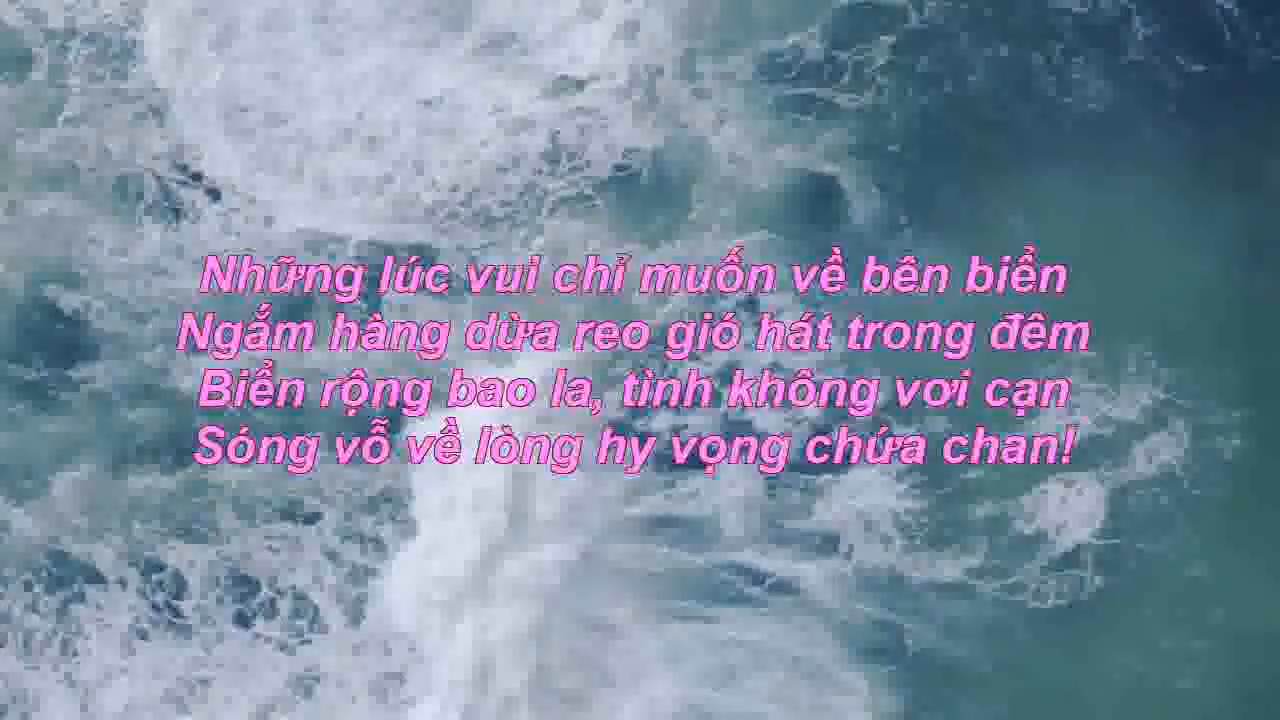 Những lúc vui chỉ muốn về bên biển
Ngắm hàng dừa reo gió hát trong đêm
Biển rộng bao la, tình không vơi cạn
Sóng vỗ về lòng hy vọng chứa chan!